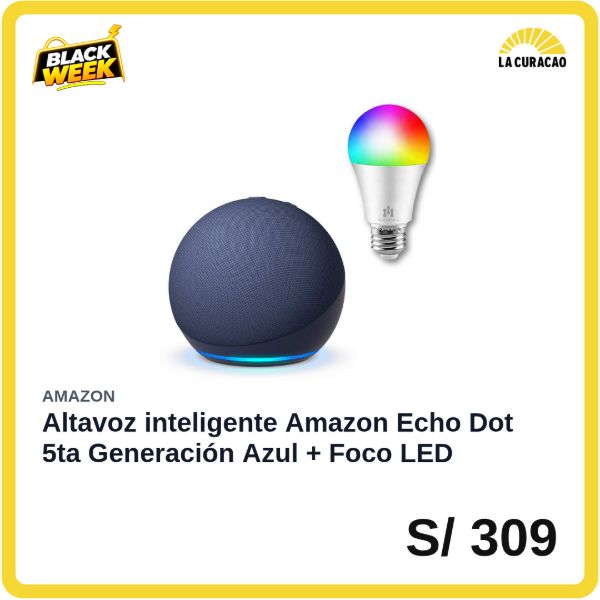 BLACK
WEEK
LA CURACAO
AMAZON
Altavoz inteligente Amazon Echo Dot
5ta Generación Azul + Foco LED
S/ 309